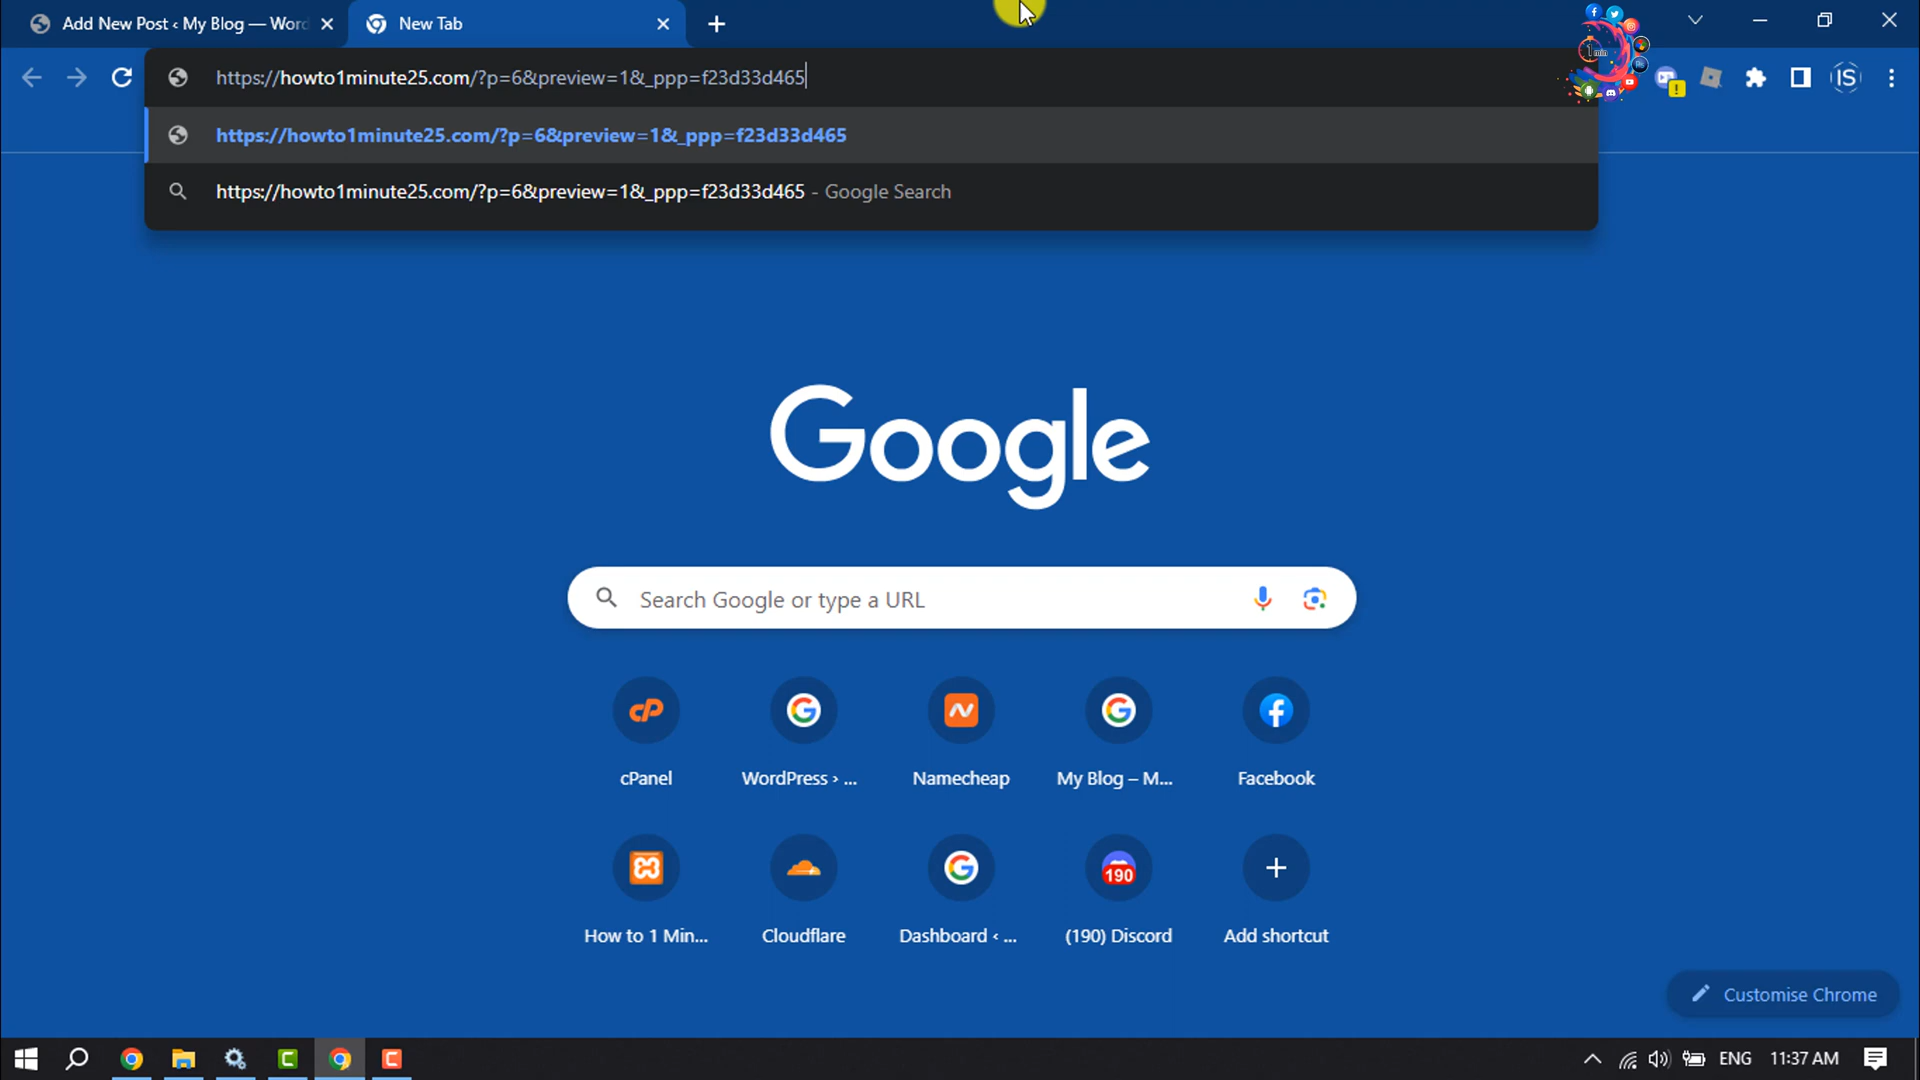 Add New Post ‹ My Blog — Word
New Tab
1 min
https://howto1minute25.com/?p=6&preview=1&_ppp=f23d33d465
IS
https://howto1minute25.com/?p=6&preview=1&_ppp=f23d33d465
https://howto1minute25.com/?p=6&preview=1&_ppp=f23d33d465 - Google Search
Google
Search Google or type a URL
cPanel
WordPress › ...
Namecheap
My Blog – M...
Facebook
190
How to 1 Min...
Cloudflare
Dashboard ‹ ...
(190) Discord
Add shortcut
Customise Chrome
ENG
11:37 AM